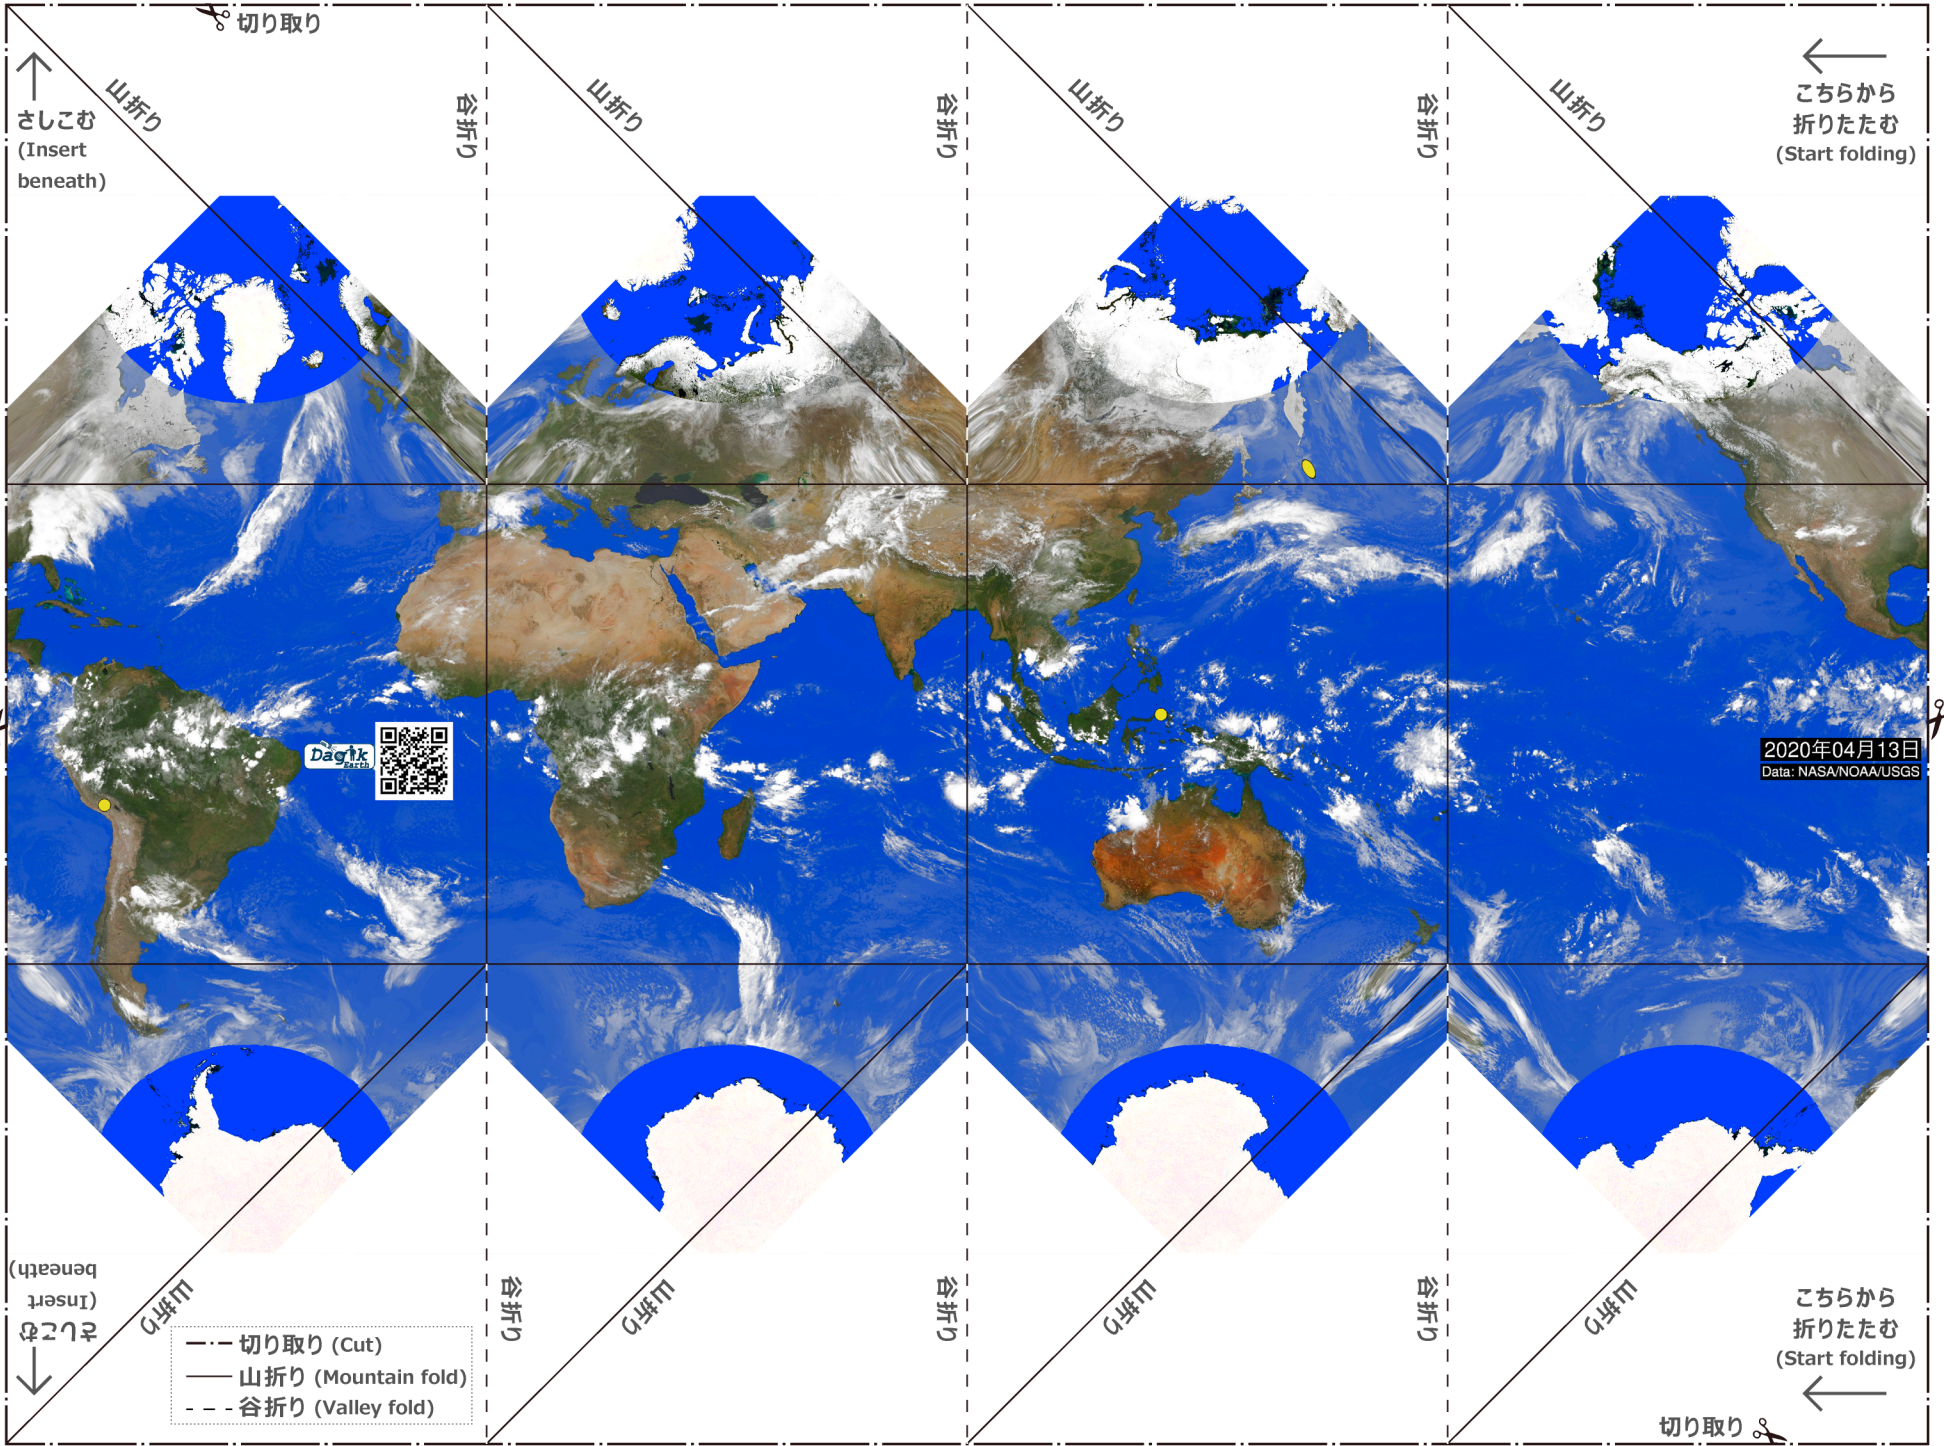 切り取り
山折り
谷折り
山折り
谷折り
山折り
谷折り
山折り
さしこむ
(Insert
beneath)
こちらから
折りたたむ
(Start folding)
Dagik
Earth
2020年04月13日
Data: NASA/NOAA/USGS
さしこむ
(Insert
beneath)
山折り
谷折り
山折り
谷折り
山折り
谷折り
山折り
切り取り (Cut)
山折り (Mountain fold)
谷折り (Valley fold)
こちらから
折りたたむ
(Start folding)
切り取り